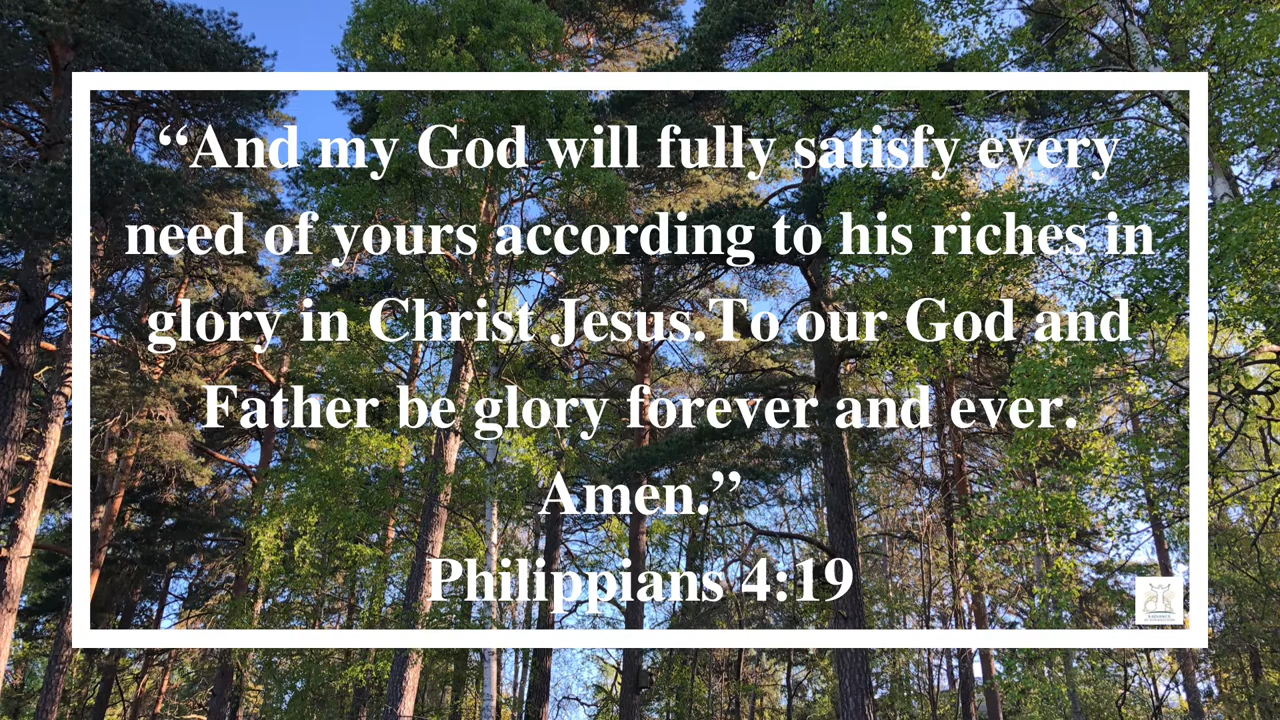 “And my God will fully satisfy every
need of yours according to his riches in
glory in Christ Jesus.To our God and
Father be glory forever and ever.
Amen.”
Philippians 4:19